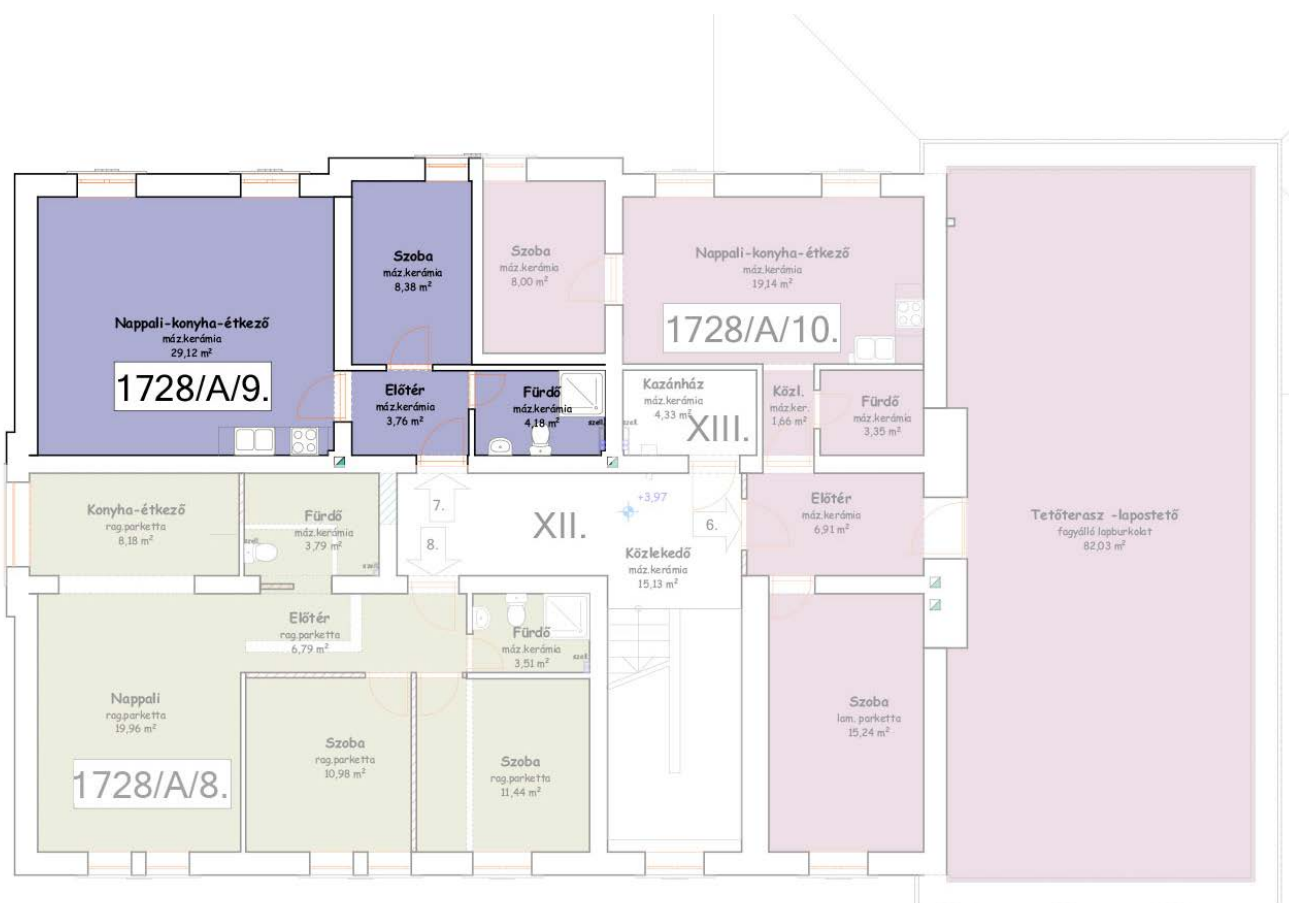 Szoba
máz.kerámia
8,38 m²
Szoba
máz.kerámia
8,00 m²
Nappali-konyha-étkező
máz.kerámia
19,14 m²
1728/A/10.
Nappali-konyha-étkező
máz.kerámia
29,12 m²
1728/A/9.
Előtér
máz.kerámia
3,76 m²
Fürdő
máz.kerámia
4,18 m²
szell
Kazánház
máz.kerámia
4,33 m²
szell
XIII.
Közl.
máz.ker.
1,66 m²
Fürdő
máz.kerámia
3,35 m²
Konyha-étkező
rag.parketta
8,18 m²
Fürdő
máz.kerámia
3,79 m²
szell
szell
7.
8.
XII.
+3,97
6.
Közlekedő
máz.kerámia
15,13 m²
Előtér
máz.kerámia
6,91 m²
Tetőterasz -lapostető
fagyálló lapburkolat
82,03 m²
Előtér
rag.parketta
6,79 m²
Fürdő
máz.kerámia
3,51 m²
szell
Nappali
rag.parketta
19,96 m²
1728/A/8.
Szoba
rag.parketta
10,98 m²
Szoba
rag.parketta
11,44 m²
Szoba
lam. parketta
15,24 m²